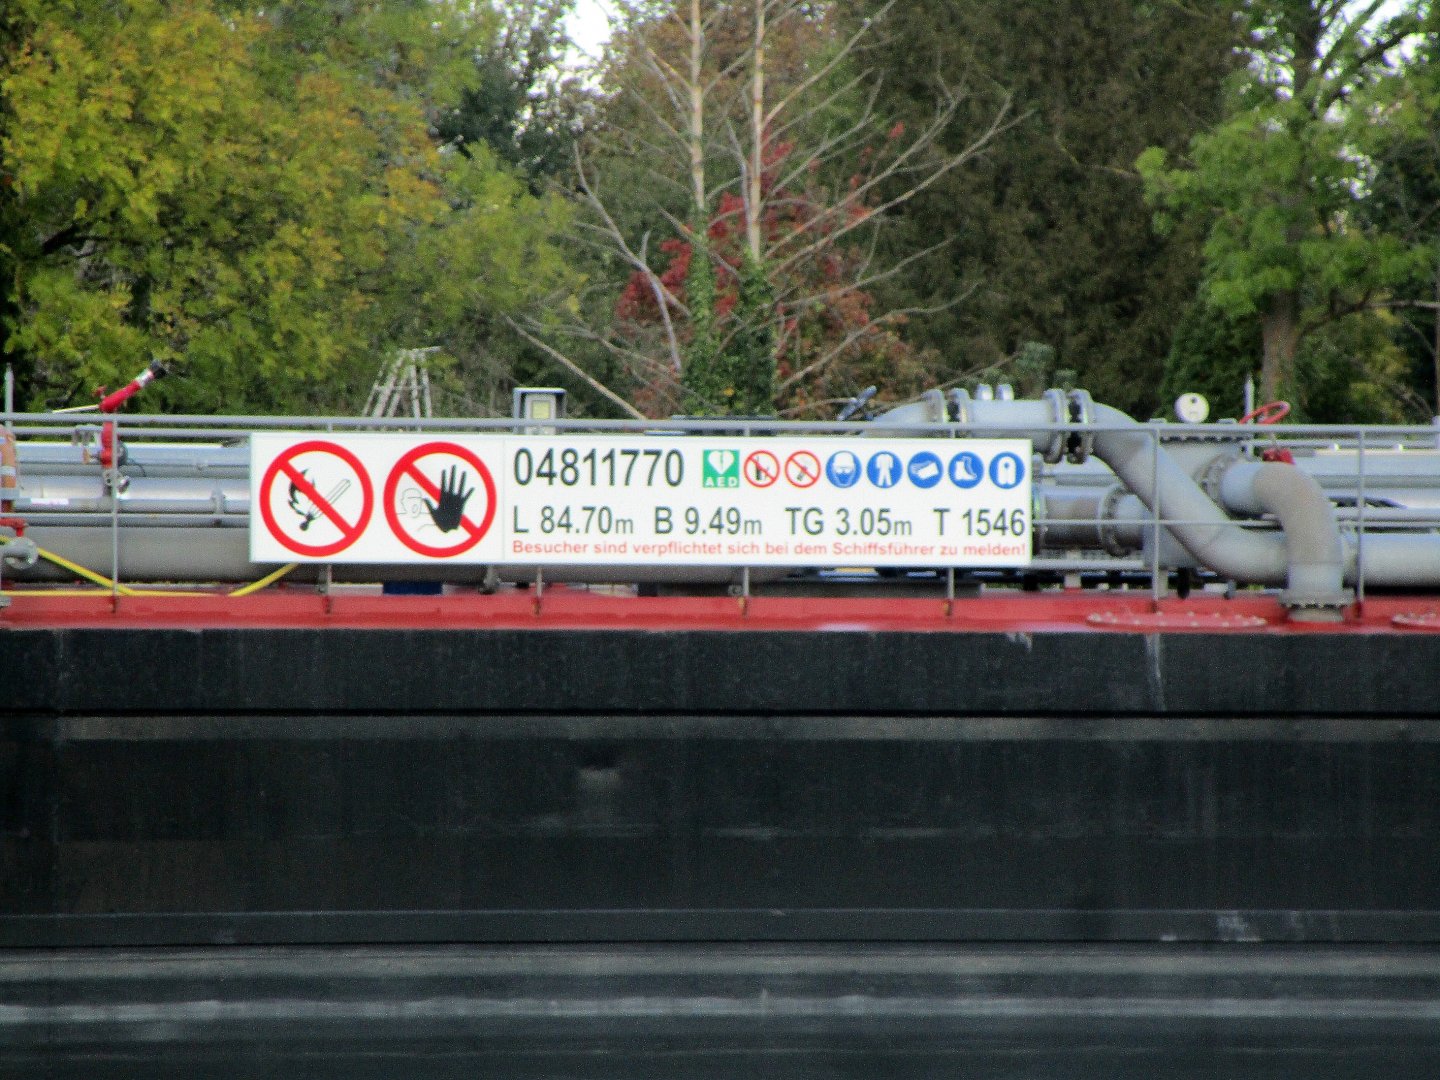 04811770 AED
L 84.70m B 9.49m TG 3.05m T 1546
Besucher sind verpflichtet sich bei dem Schiffsführer zu melden!